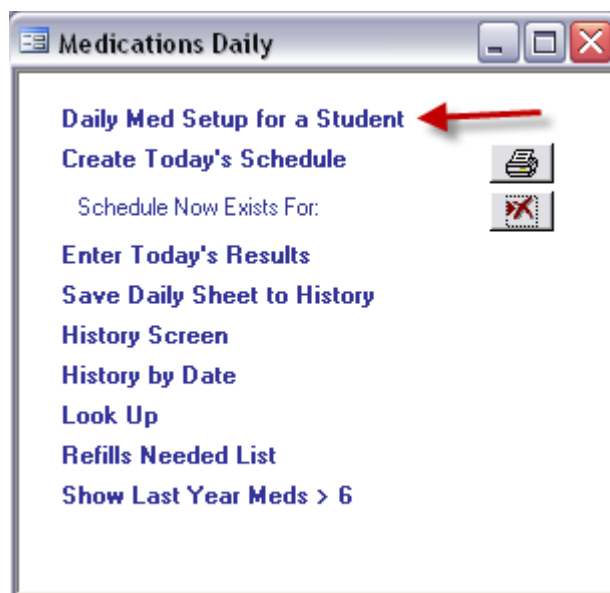 Medications Daily
Daily Med Setup for a Student
Create Today's Schedule
Schedule Now Exists For:
Enter Today's Results
Save Daily Sheet to History
History Screen
History by Date
Look Up
Refills Needed List
Show Last Year Meds > 6